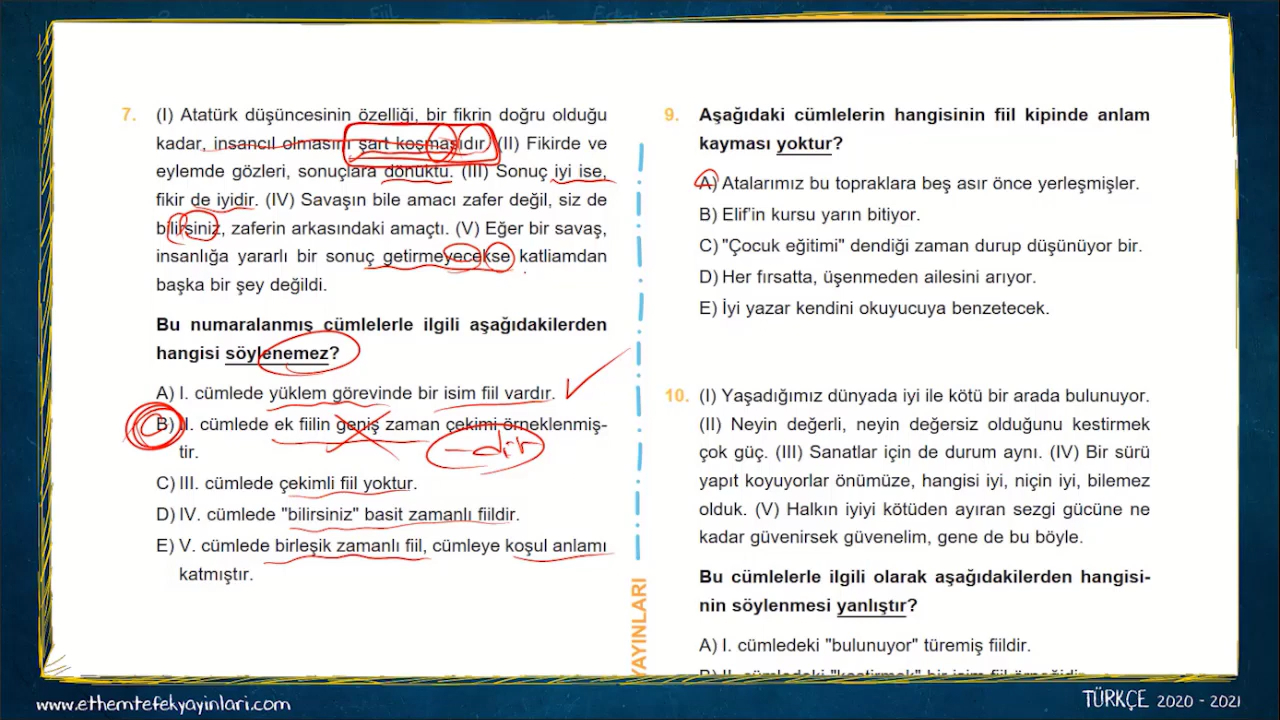 7. (I) Atatürk düşüncesinin özelliği, bir fikrin doğru olduğu
kadar, insancıl olmasını şart koşmasıdır. (II) Fikirde ve
eylemde gözleri, sonuçlara dönüktu. (III) Sonuç iyi ise,
fikir de iyidir. (IV) Savaşın bile amacı zafer değil, siz de
bilirsiniz, zaferin arkasındaki amaçtı. (V) Eğer bir savaş,
insanlığa yararlı bir sonuç getirmeyecekse katliamdan
başka bir şey değildi.
Bu numaralanmış cümlelerle ilgili aşağıdakilerden
hangisi söylenemez?
A) I. cümlede yüklem görevinde bir isim fiil vardır.
B) II. cümlede ek fiilin geniş zaman çekimi örneklenmiş-
tir.
-dir
C) III. cümlede çekimli fiil yoktur.
D) IV. cümlede "bilirsiniz" basit zamanlı fiildir.
E) V. cümlede birleşik zamanlı fiil, cümleye koşul anlamı
katmıştır.
YAYINLARI
9. Aşağıdaki cümlelerin hangisinin fiil kipinde anlam
kayması yoktur?
A) Atalarımız bu topraklara beş asır önce yerleşmişler.
B) Elif'in kursu yarın bitiyor.
C) "Çocuk eğitimi" dendiği zaman durup düşünüyor bir.
D) Her fırsatta, üşenmeden ailesini arıyor.
E) İyi yazar kendini okuyucuya benzetecek.
10. (I) Yaşadığımız dünyada iyi ile kötü bir arada bulunuyor.
(II) Neyin değerli, neyin değersiz olduğunu kestirmek
çok güç. (III) Sanatlar için de durum aynı. (IV) Bir sürü
yapıt koyuyorlar önümüze, hangisi iyi, niçin iyi, bilemez
olduk. (V) Halkın iyiyi kötüden ayıran sezgi gücüne ne
kadar güvenirsek güvenelim, gene de bu böyle.
Bu cümlelerle ilgili olarak aşağıdakilerden hangisi-
nin söylenmesi yanlıştır?
A) I. cümledeki "bulunuyor" türemiş fiildir.
B) II. cümledeki "kestirmek" bir isim fiil örneğidir.
www.ethemtefekyayinlari.com
TÜRKÇE 2020 - 2021